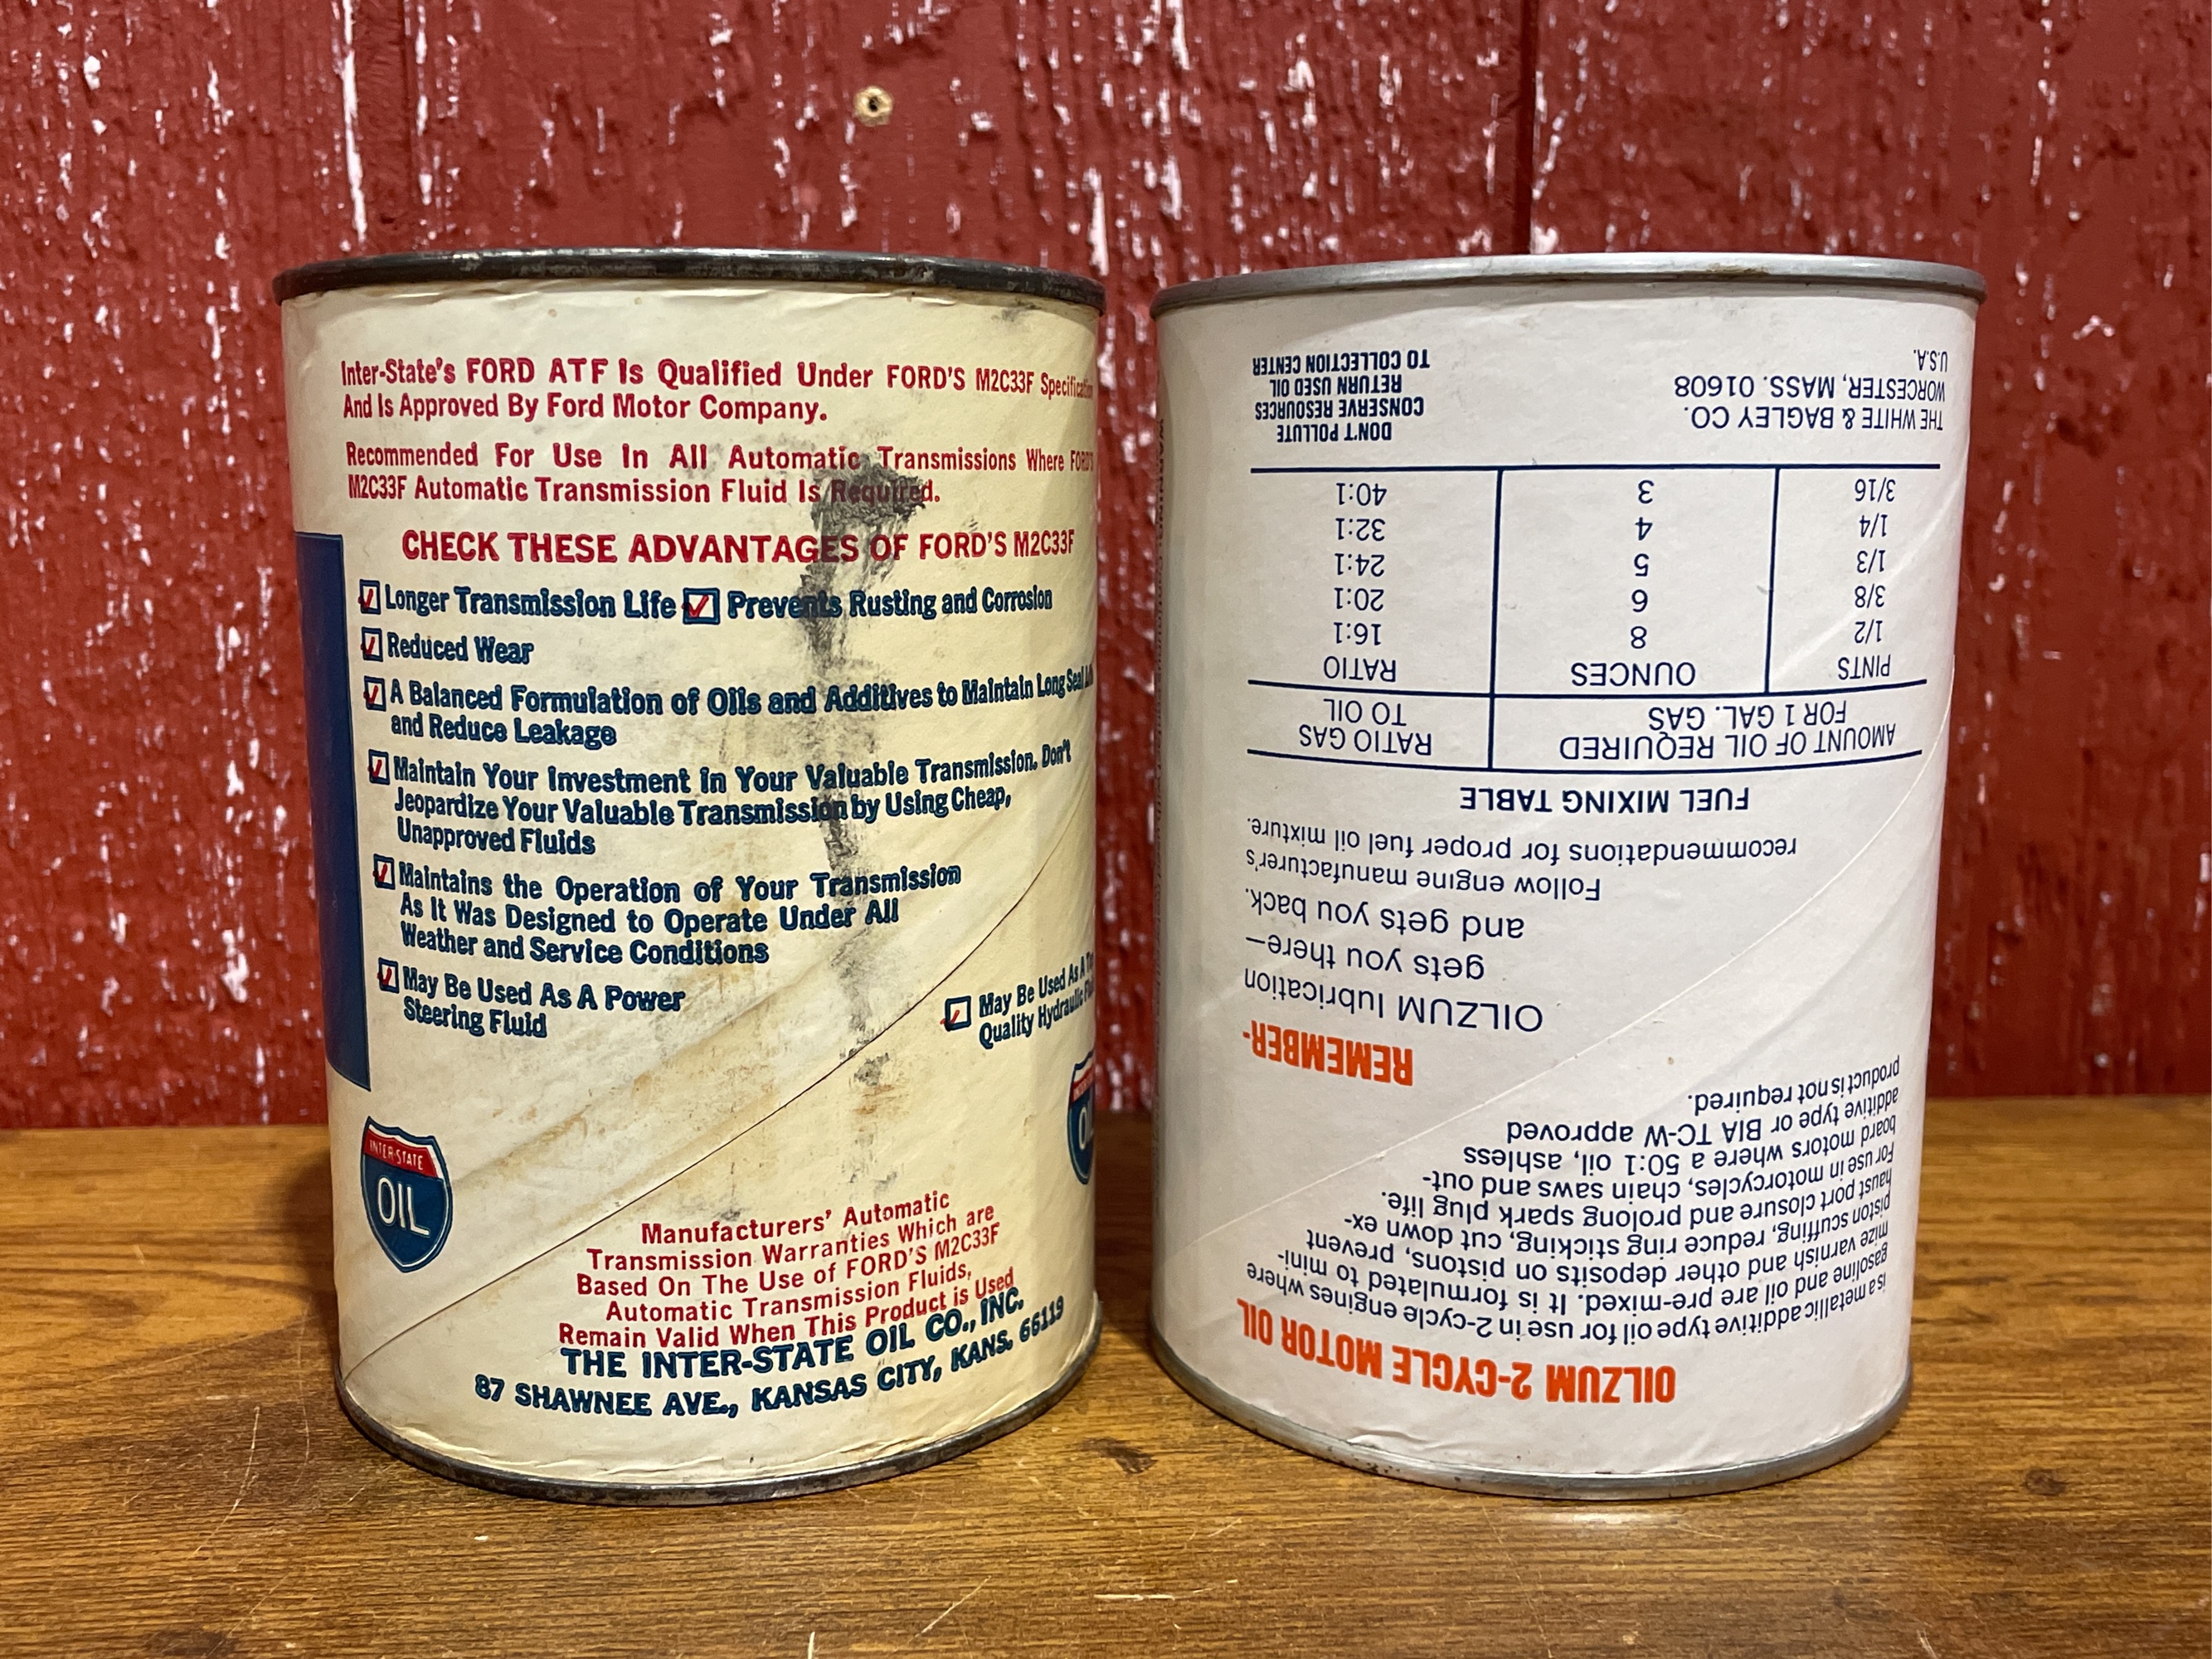 Inter-State's FORD ATF Is Qualified Under FORD'S M2C33F
And Is Approved By Ford Motor Company.
Recommended For Use In All Automatic Transmissions Where FORD'S
M2C33F Automatic Transmission Fluid Is Required.
CHECK THESE ADVANTAGES OF FORD'S M2C33F
Longer Transmission Life Prevents Rusting and Corrosion
Reduced Wear
A Balanced Formulation of Oils and Additives to Maintain Long Seal
and Reduce Leakage
Maintain Your Investment in Your Valuable Transmission. Don't
Jeopardize Your Valuable Transmission by Using Cheap,
Unapproved Fluids
Maintains the Operation of Your Transmission
As It Was Designed to Operate Under All
Weather and Service Conditions
May Be Used As A Power
Steering Fluid
May Be Used As A
Quality Hydraulic
INTER-STATE
OIL
Manufacturers' Automatic
Transmission Warranties Which are
Based On The Use of FORD'S M2C33F
Automatic Transmission Fluids,
Remain Valid When This Product is Used
THE INTER-STATE OIL CO., INC.
87 SHAWNEE AVE., KANSAS CITY, KANS. 66119
OILZUM 2-CYCLE MOTOR OIL
is a metallic additive type oil for use in 2-cycle engines where
gasoline and oil are pre-mixed. It is formulated to mini-
mize varnish and other deposits on pistons, prevent
piston scuffing, reduce ring sticking, cut down ex-
haust port closure and prolong spark plug life.
For use in motorcycles, chain saws and out-
board motors where a 50:1 oil, ashless
additive type or BIA TC-W approved
product is not required.
REMEMBER-
OILZUM lubrication
gets you there—
and gets you back.
Follow engine manufacturer's
recommendations for proper fuel oil mixture.
FUEL MIXING TABLE
AMOUNT OF OIL REQUIRED
FOR 1 GAL. GAS
RATIO GAS
TO OIL
PINTS OUNCES RATIO
1/2 8 16:1
3/8 6 20:1
1/3 5 24:1
1/4 4 32:1
3/16 3 40:1
THE WHITE & BAGLEY CO.
WORCESTER, MASS. 01608
U.S.A.
DON'T POLLUTE
CONSERVE RESOURCES
RETURN USED OIL
TO COLLECTION CENTER